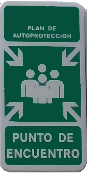 PLAN DE
AUTOPROTECCION
PUNTO DE
ENCUENTRO